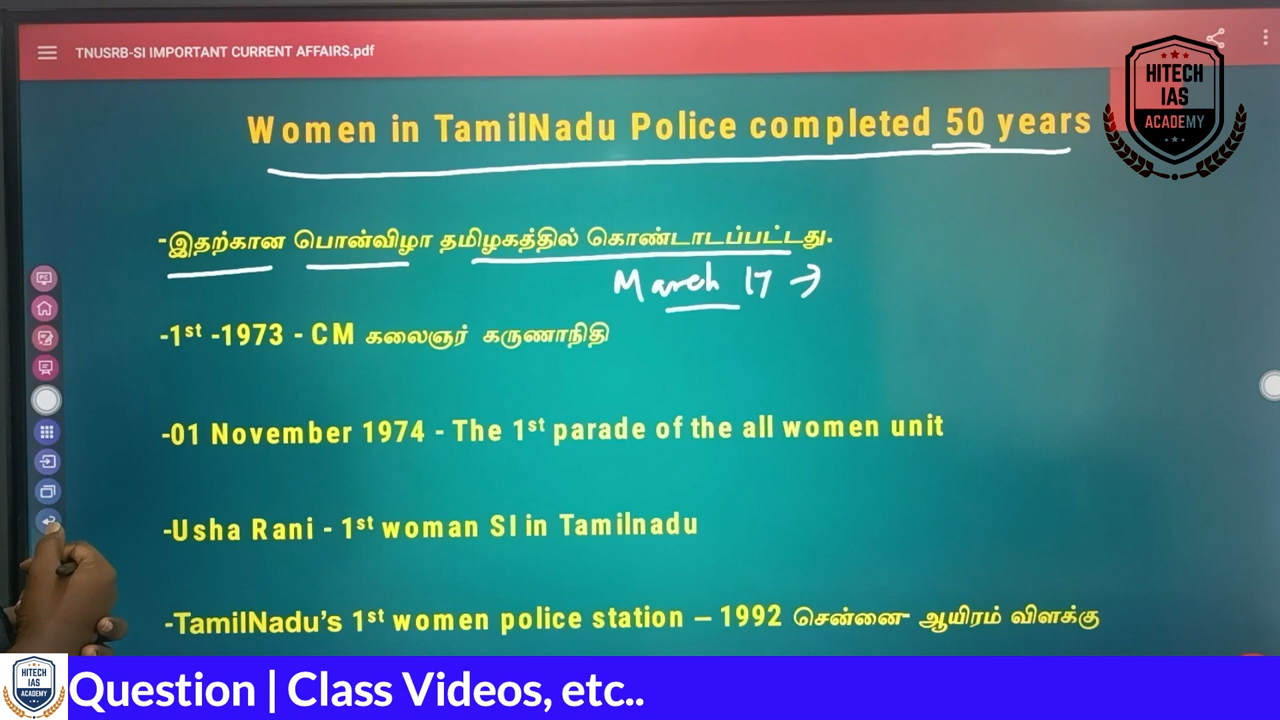 TNUSRB-SI IMPORTANT CURRENT AFFAIRS.pdf
HITECH
IAS
ACADEMY
Women in TamilNadu Police completed 50 years
-இதற்கான பொன்விழா தமிழகத்தில் கொண்டாடப்பட்டது.
March 17 →
-1st -1973 - CM கலைஞர் கருணாநிதி
-01 November 1974 - The 1st parade of the all women unit
-Usha Rani - 1st woman SI in Tamilnadu
-TamilNadu's 1st women police station – 1992 சென்னை- ஆயிரம் விளக்கு
HITECH
IAS
ACADEMY
Question | Class Videos, etc..